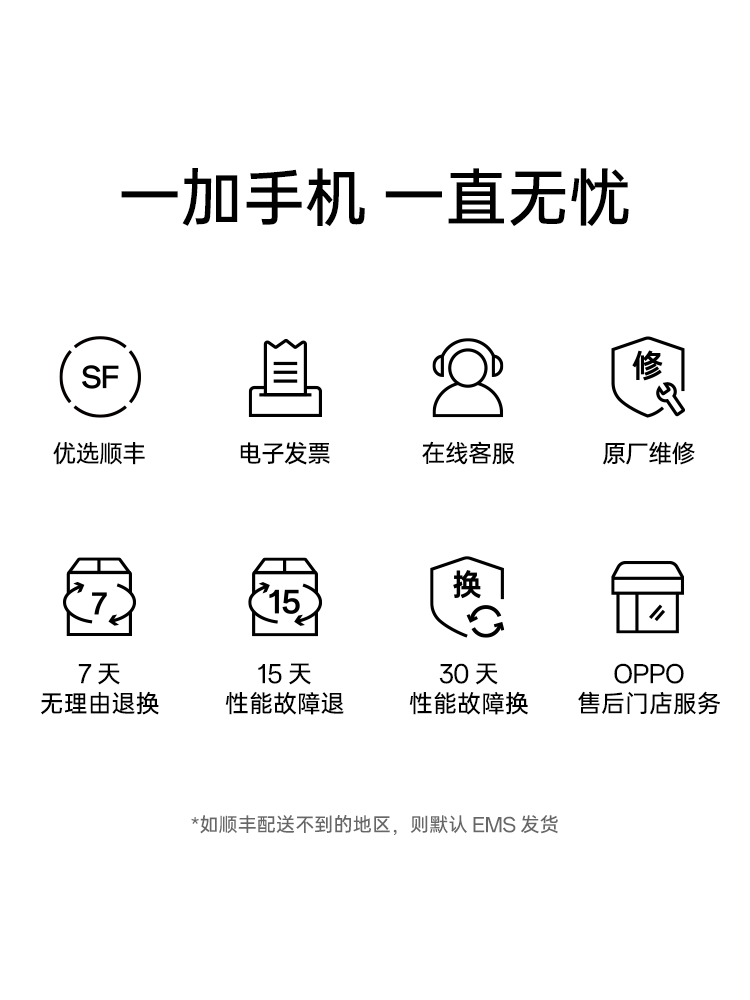 一加手机 一直无忧
SF
修
优选顺丰
电子发票
在线客服
原厂维修
7
15
换
7 天
无理由退换
15 天
性能故障退
30 天
性能故障换
OPPO
售后门店服务
*如顺丰配送不到的地区，则默认 EMS 发货